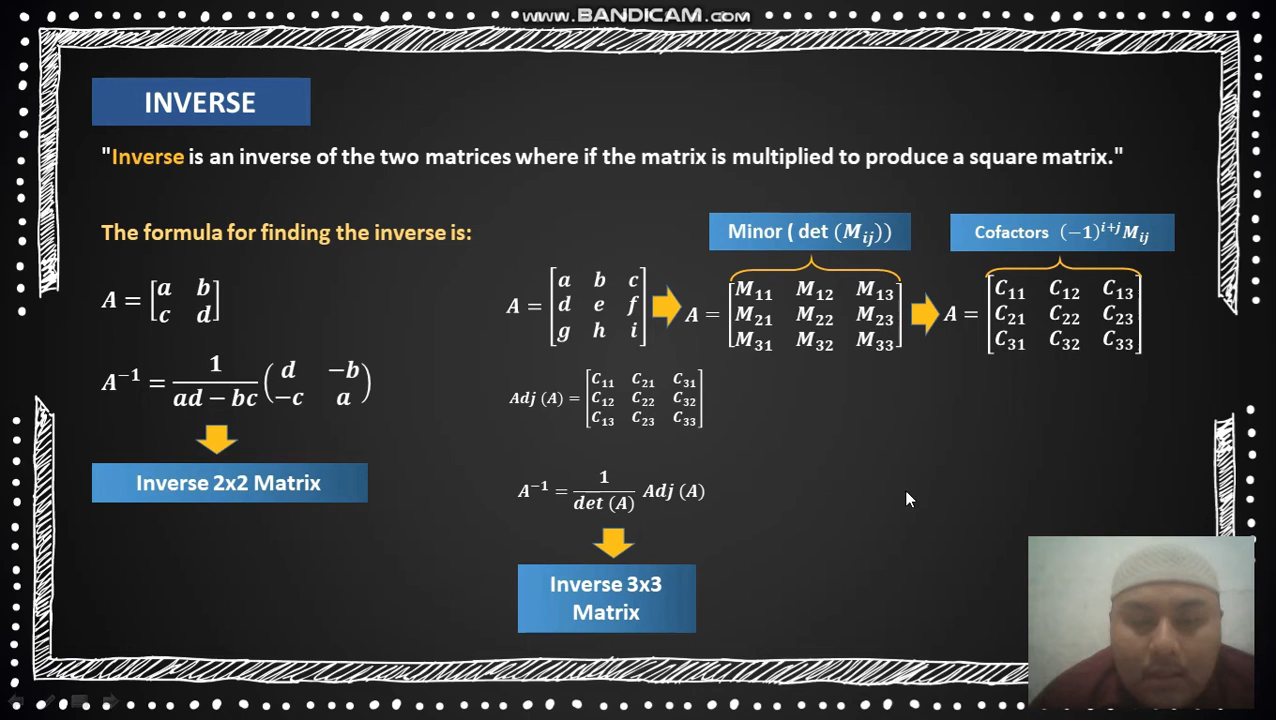 www.BANDICAM.com
INVERSE
"Inverse is an inverse of the two matrices where if the matrix is multiplied to produce a square matrix."
The formula for finding the inverse is:
A = [a b
c d]
A⁻¹ = 1/(ad − bc) (d −b
−c a)
Inverse 2x2 Matrix
A = [a b c
d e f
g h i]
Minor ( det (Mᵢⱼ))
A = [M₁₁ M₁₂ M₁₃
M₂₁ M₂₂ M₂₃
M₃₁ M₃₂ M₃₃]
Cofactors (−1)ⁱ⁺ʲMᵢⱼ
A = [C₁₁ C₁₂ C₁₃
C₂₁ C₂₂ C₂₃
C₃₁ C₃₂ C₃₃]
Adj (A) = [C₁₁ C₂₁ C₃₁
C₁₂ C₂₂ C₃₂
C₁₃ C₂₃ C₃₃]
A⁻¹ = 1/det (A) Adj (A)
Inverse 3x3
Matrix